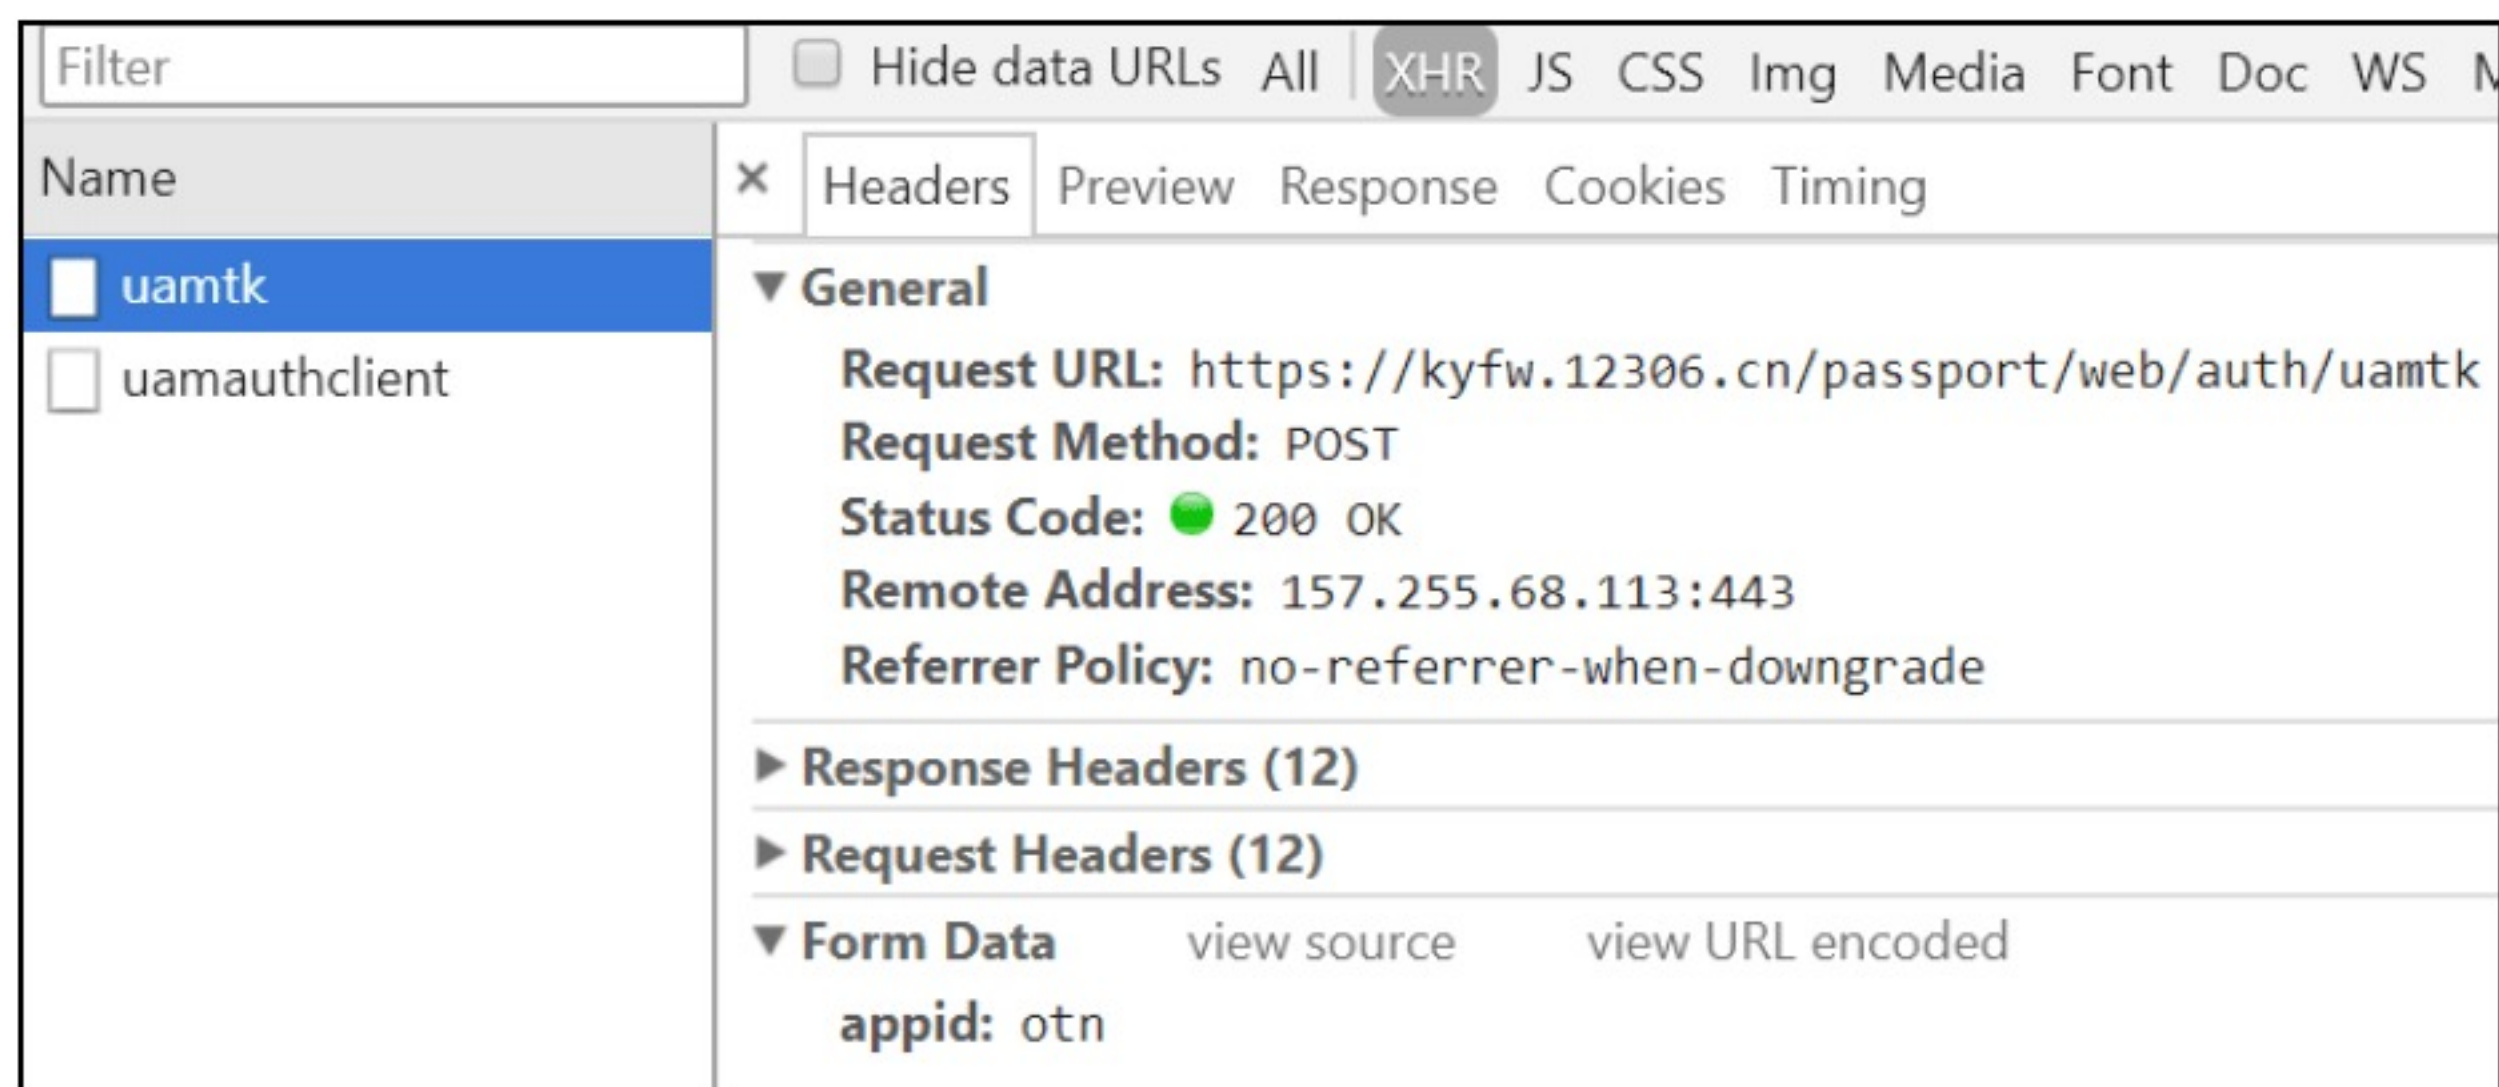 Filter Hide data URLs All XHR JS CSS Img Media Font Doc WS
Name
× Headers Preview Response Cookies Timing
uamtk
uamauthclient
▼ General
Request URL: https://kyfw.12306.cn/passport/web/auth/uamtk
Request Method: POST
Status Code: 200 OK
Remote Address: 157.255.68.113:443
Referrer Policy: no-referrer-when-downgrade
▶ Response Headers (12)
▶ Request Headers (12)
▼ Form Data view source view URL encoded
appid: otn